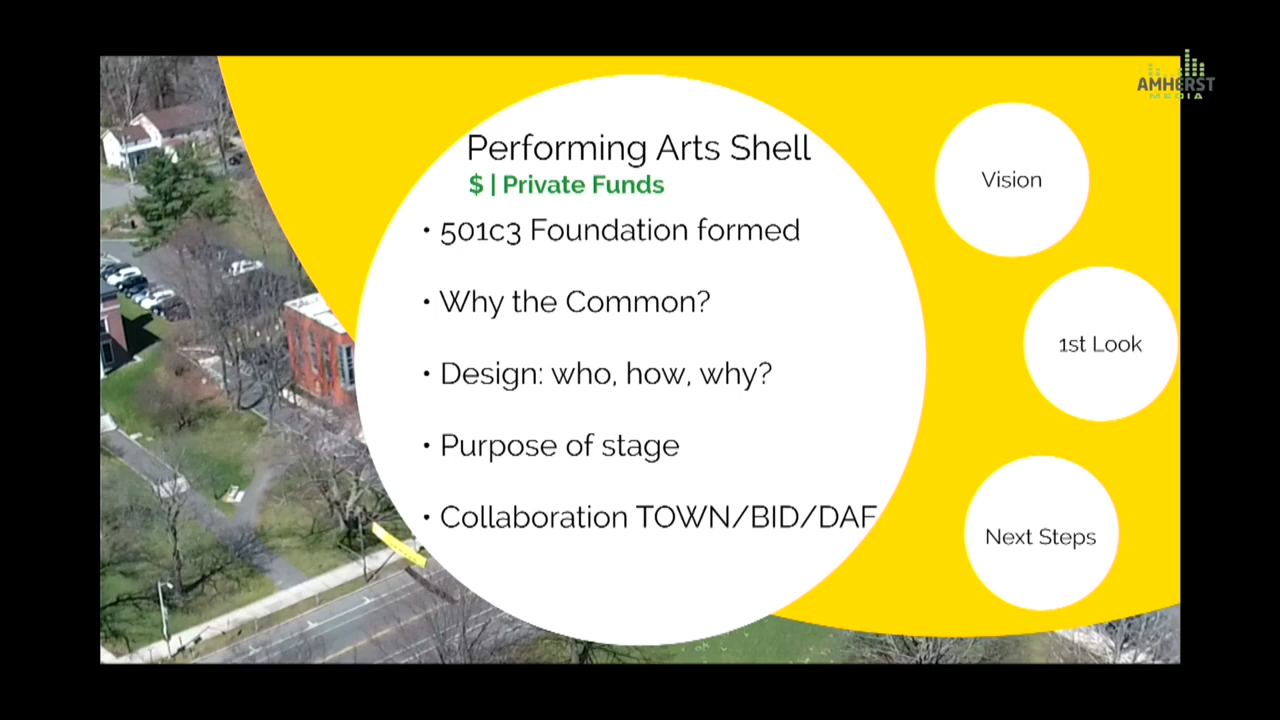 AMHERST
MEDIA
Performing Arts Shell
$ | Private Funds
• 501c3 Foundation formed
• Why the Common?
• Design: who, how, why?
• Purpose of stage
• Collaboration TOWN/BID/DAF
Vision
1st Look
Next Steps